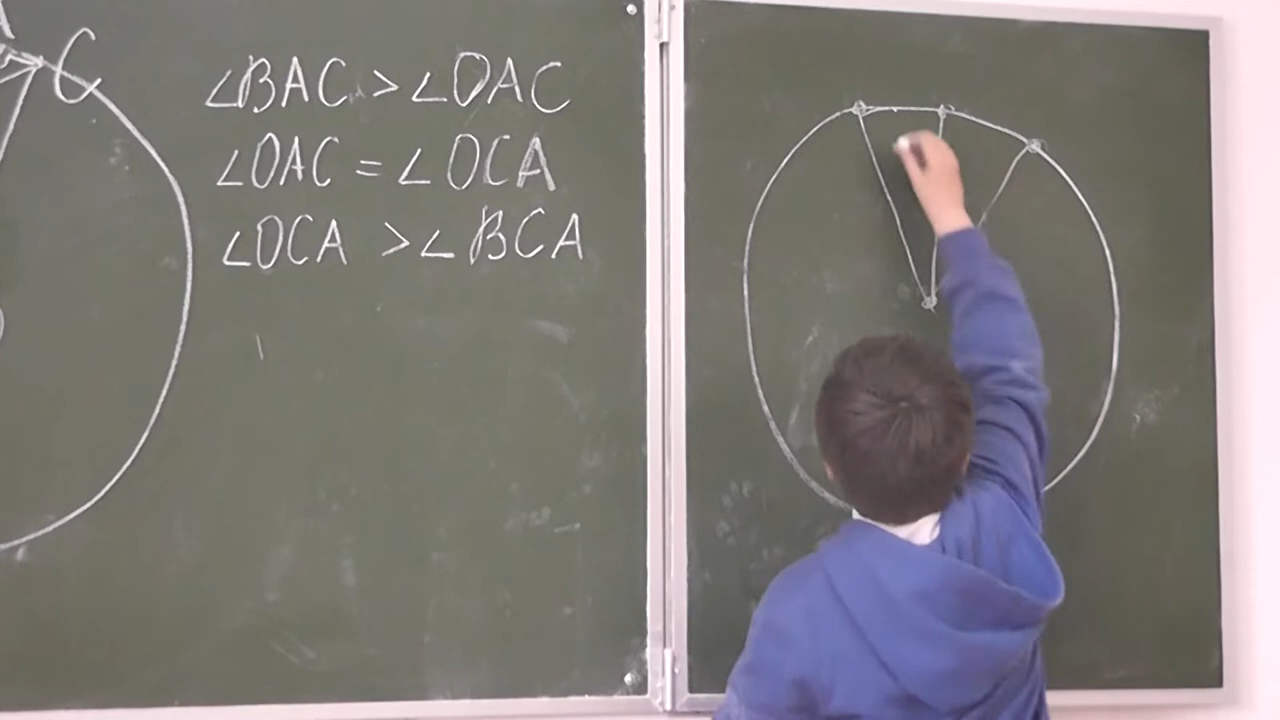 C
∠BAC > ∠OAC
∠OAC = ∠OCA
∠OCA > ∠BCA